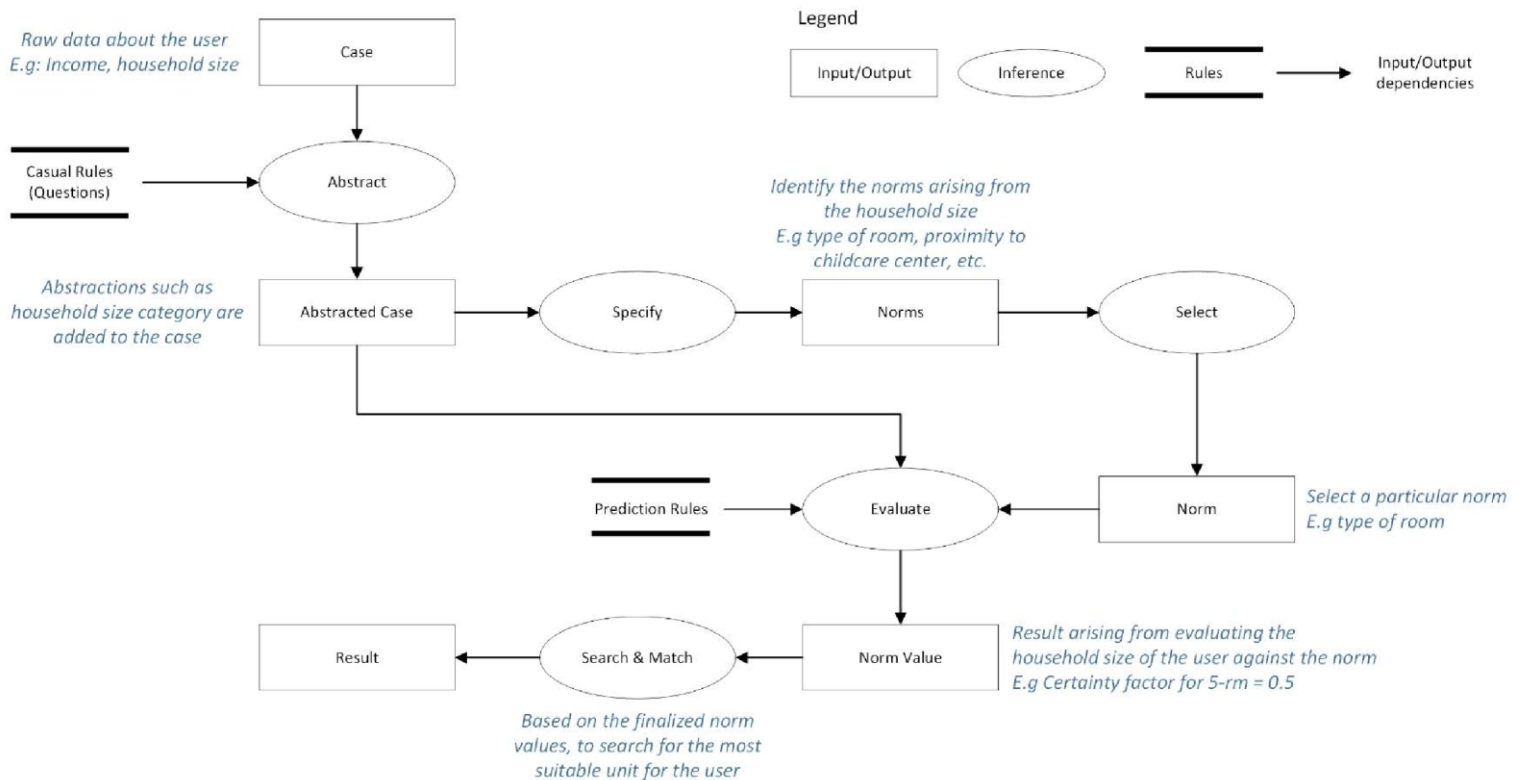 Raw data about the user
E.g: Income, household size
Case
Legend
Input/Output
Inference
Rules
Input/Output
dependencies
Casual Rules
(Questions)
Abstract
Identify the norms arising from
the household size
E.g type of room, proximity to
childcare center, etc.
Abstractions such as
household size category are
added to the case
Abstracted Case
Specify
Norms
Select
Prediction Rules
Evaluate
Norm
Select a particular norm
E.g type of room
Result
Search & Match
Norm Value
Result arising from evaluating the
household size of the user against the norm
E.g Certainty factor for 5-rm = 0.5
Based on the finalized norm
values, to search for the most
suitable unit for the user